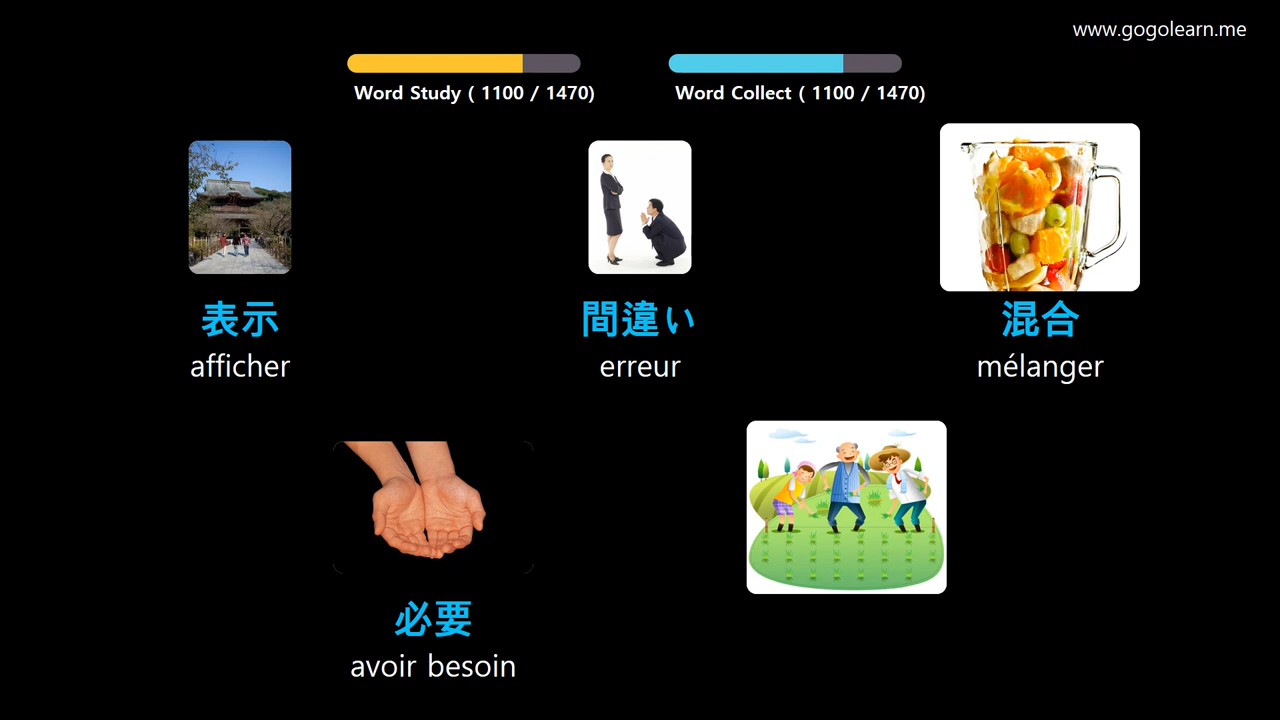 www.gogolearn.me
Word Study ( 1100 / 1470)
Word Collect ( 1100 / 1470)
表示
afficher
間違い
erreur
混合
mélanger
必要
avoir besoin